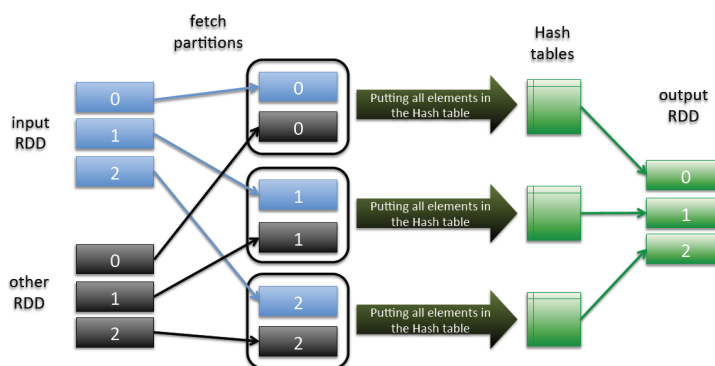 fetch
partitions
Hash
tables
input
RDD
0
1
2
other
RDD
0
1
2
0
0
1
1
2
2
Putting all elements in
the Hash table
Putting all elements in
the Hash table
Putting all elements in
the Hash table
output
RDD
0
1
2